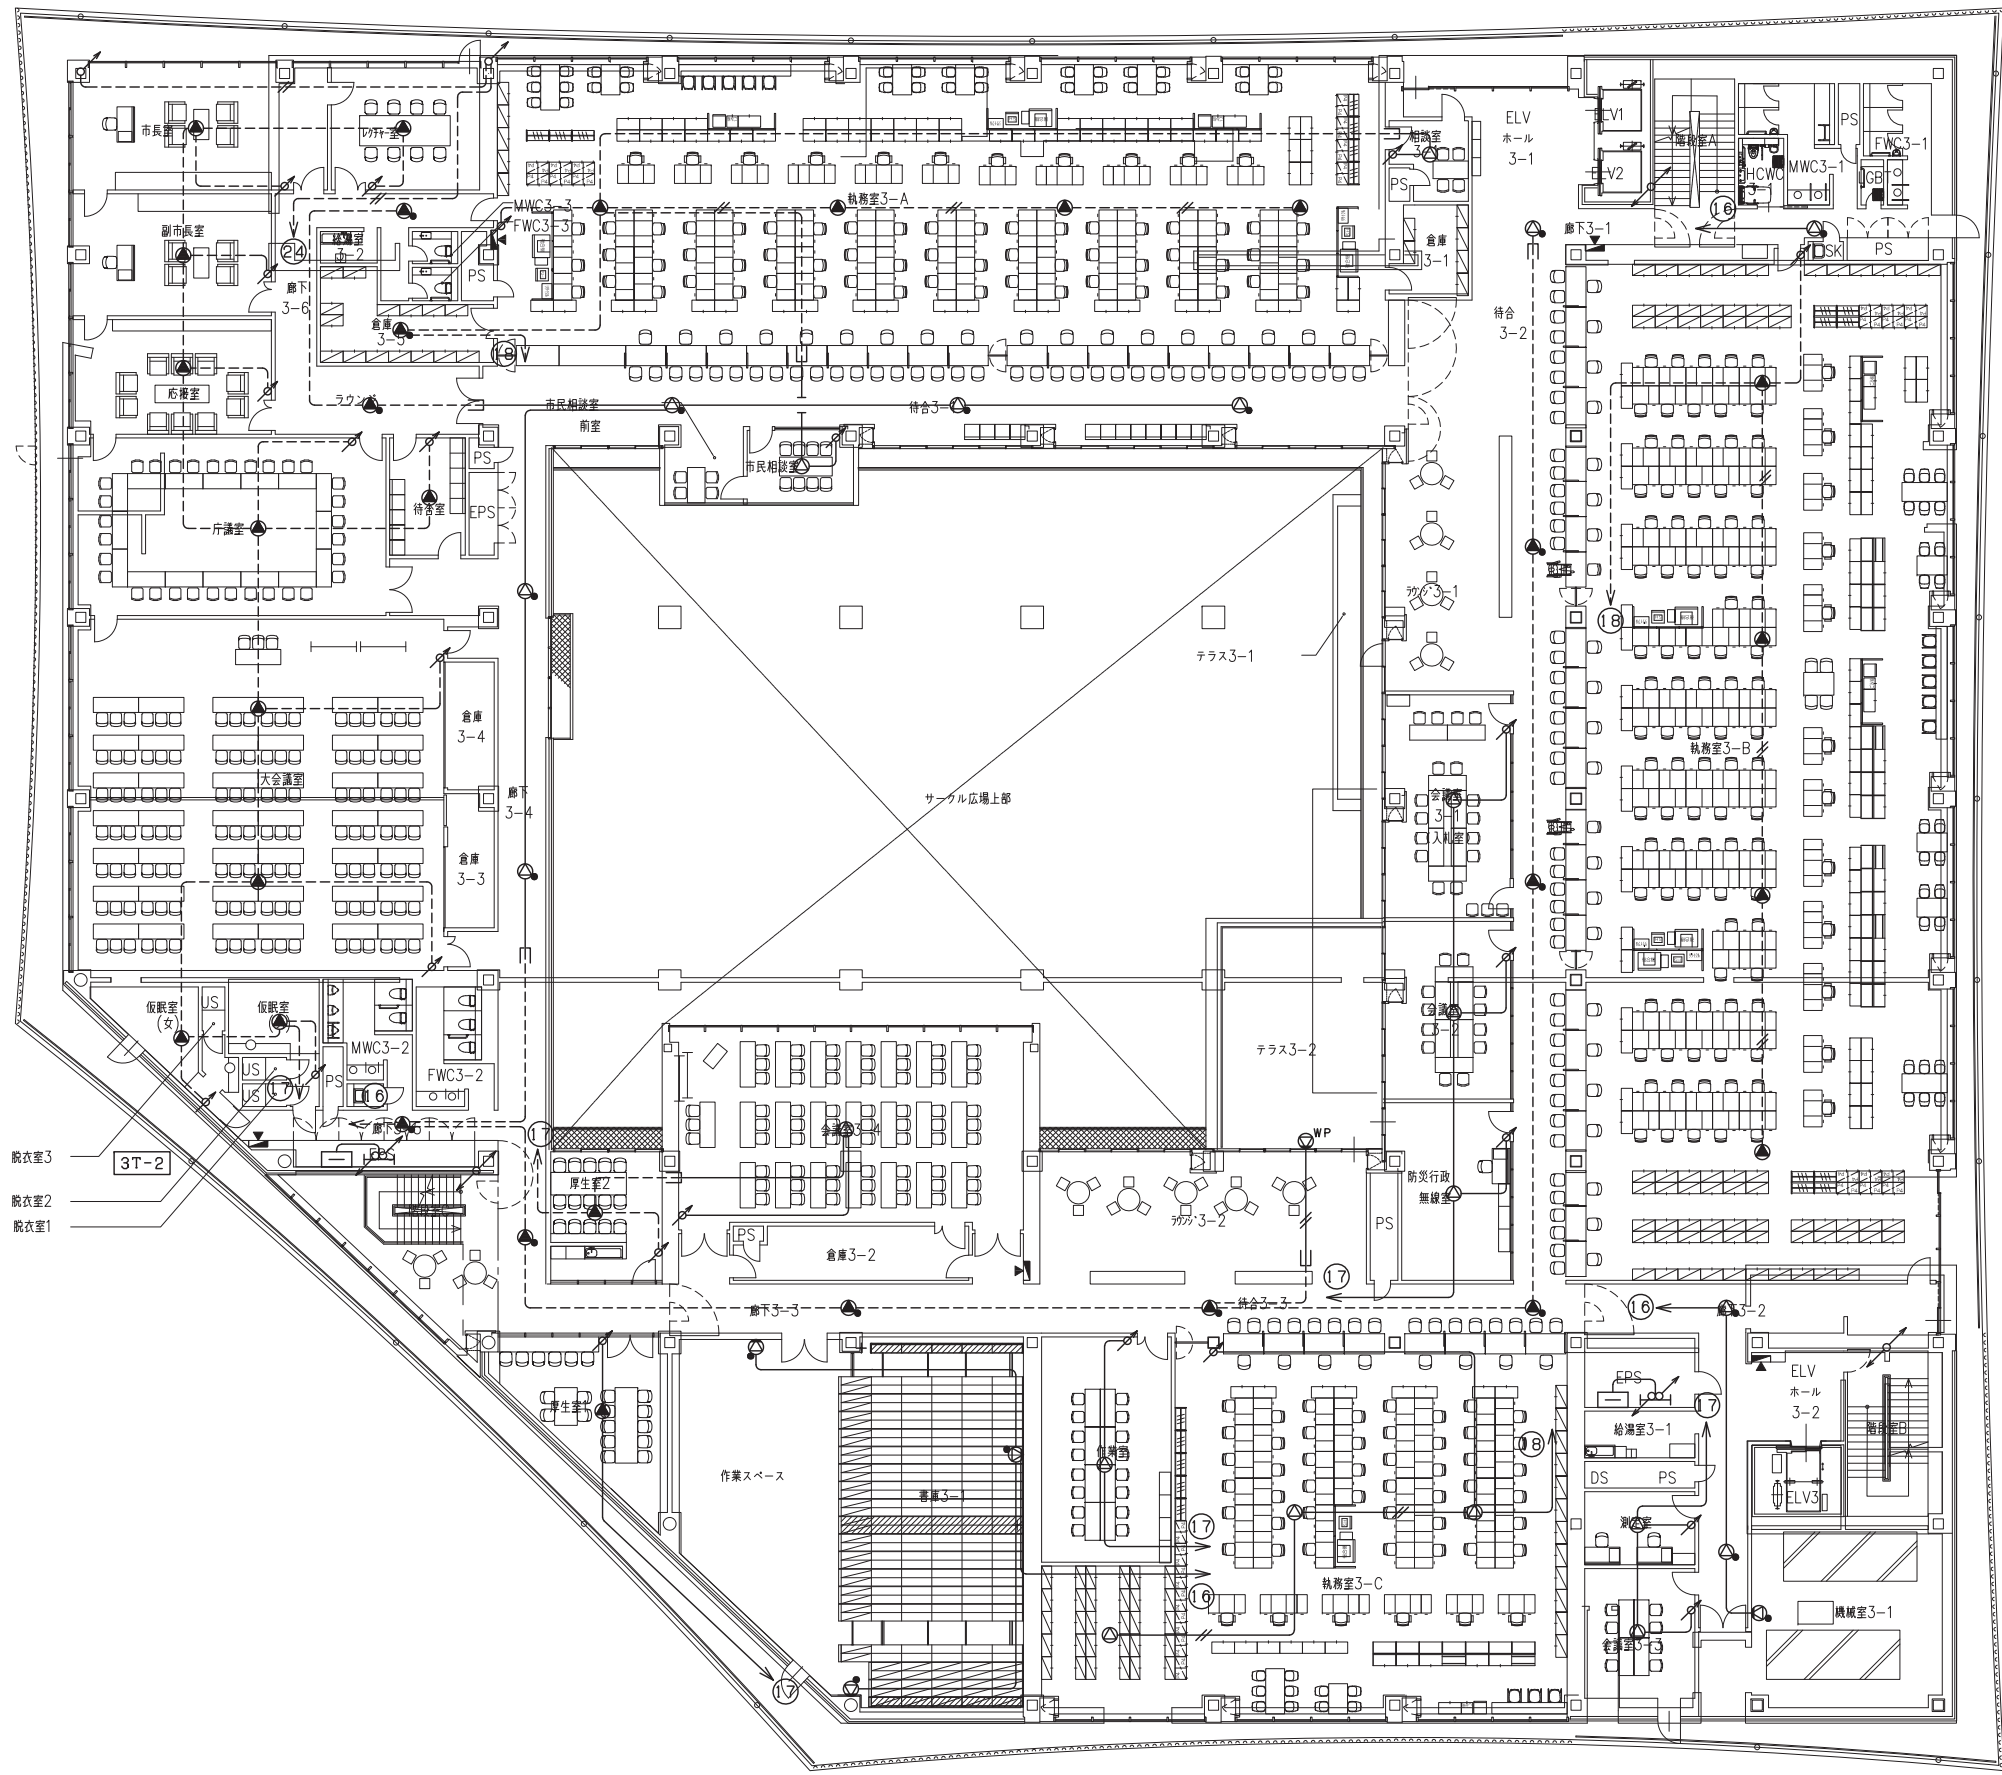 ELV
ホール
3-1
ELV1
ELV2
階段室A
PS
FWC3-1
MWC3-1
HCWC
3-1
GB
市長室
レクチャー室
相談室
PS
執務室3-A
MWC3-3
FWC3-3
副市長室
24
給湯室
3-2
廊下
3-6
PS
倉庫
3-1
16
廊下3-1
SK
PS
倉庫
3-5
18
待合
3-2
応接室
ラウンジ
市民相談室
前室
待合3-1
市民相談室
PS
EPS
待合室
庁議室
ラウンジ3-1
18
テラス3-1
倉庫
3-4
大会議室
廊下
3-4
サークル広場上部
会議室
3-1
入札室
執務室3-B
倉庫
3-3
仮眠室
(女)
US
仮眠室
会議室
3-2
テラス3-2
MWC3-2
FWC3-2
US
US
17
PS
16
脱衣室3
脱衣室2
脱衣室1
3T-2
17
会議室3-4
WP
厚生室2
防災行政
無線室
ラウンジ3-2
PS
PS
倉庫3-2
17
廊下3-3
待合3-3
16
廊下3-2
厚生室1
作業スペース
書庫3-1
作業室
18
EPS
17
ELV
ホール
3-2
給湯室3-1
階段室B
DS
PS
ELV3
17
測定室
16
執務室3-C
機械室3-1
会議室3-3
17